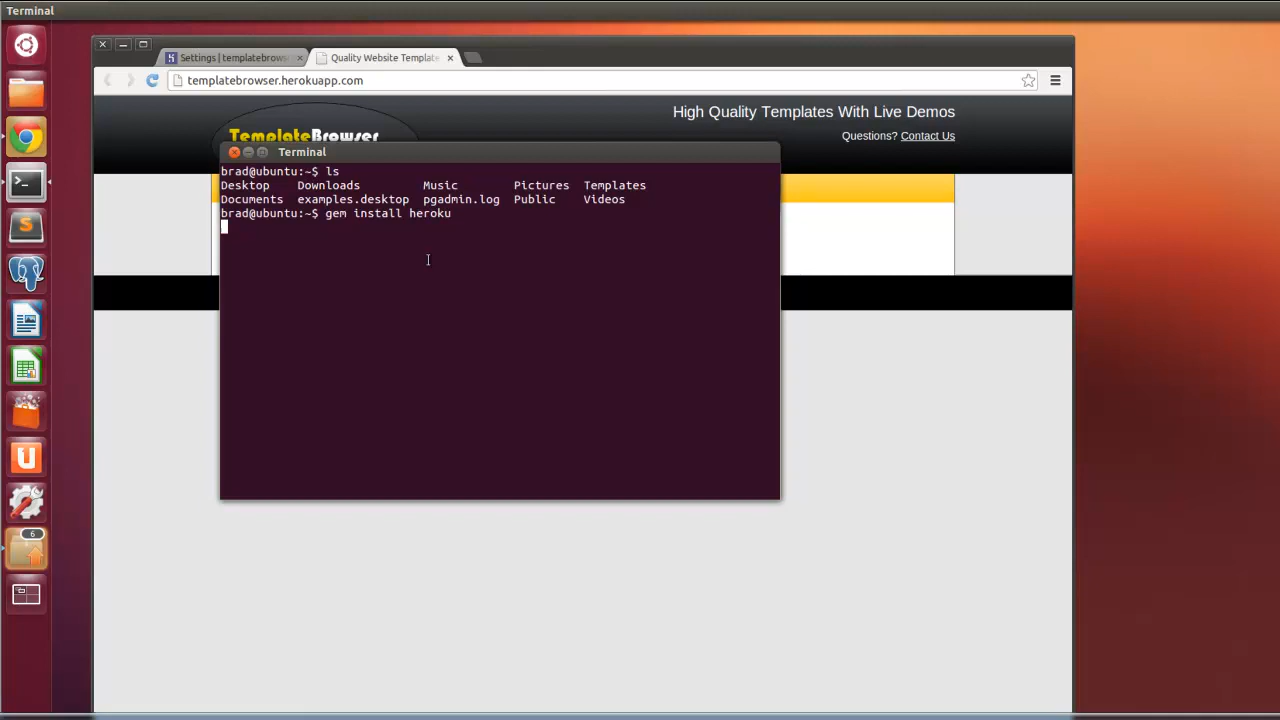 Terminal
Settings | templatebrows
Quality Website Template
templatebrowser.herokuapp.com
High Quality Templates With Live Demos
TemplateBrowser
Questions? Contact Us
Terminal
brad@ubuntu:~$ ls
Desktop Downloads Music Pictures Templates
Documents examples.desktop pgadmin.log Public Videos
brad@ubuntu:~$ gem install heroku
6